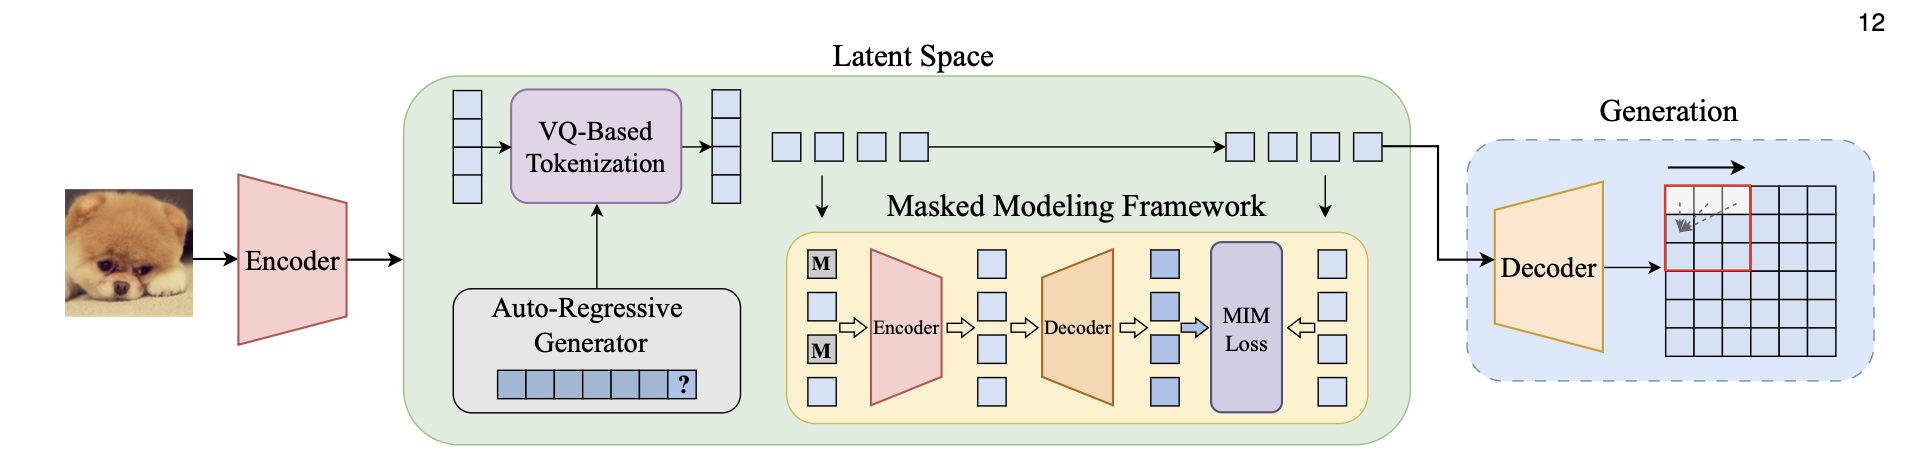 12
Latent Space
Generation
VQ-Based
Tokenization
Masked Modeling Framework
Encoder
Auto-Regressive
Generator
?
M
M
Encoder
Decoder
MIM
Loss
Decoder